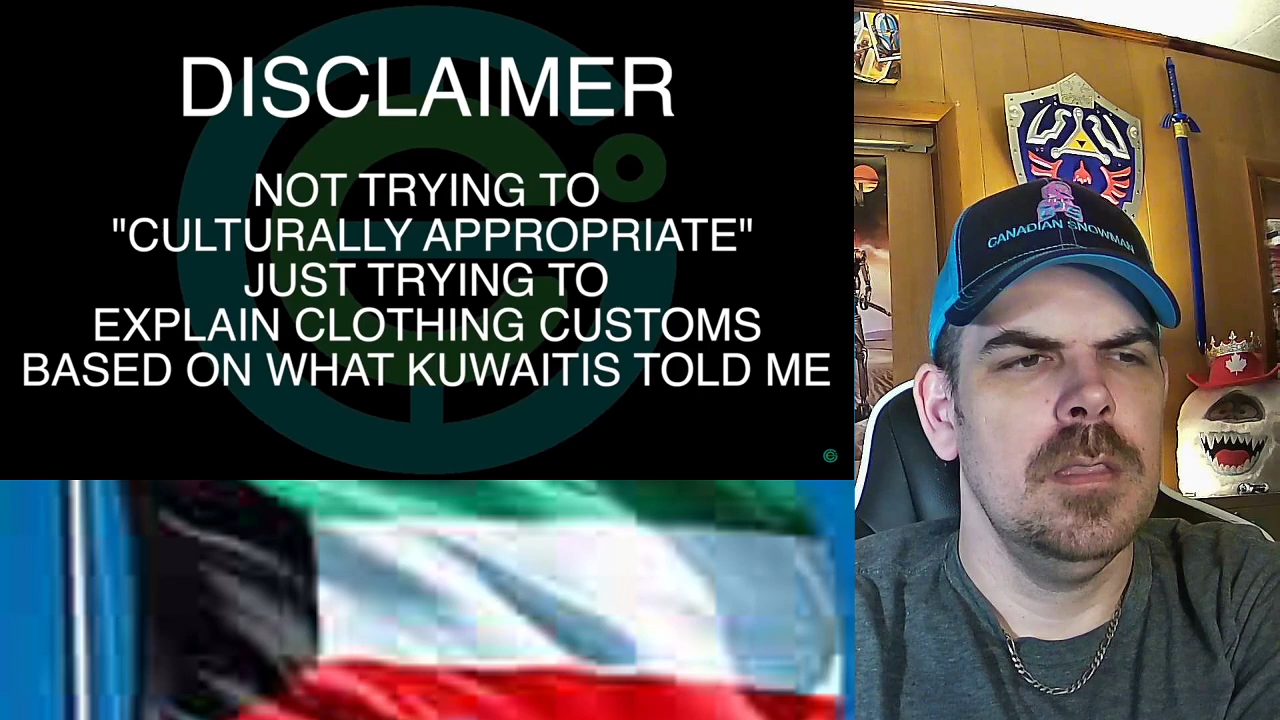 DISCLAIMER
NOT TRYING TO
"CULTURALLY APPROPRIATE"
JUST TRYING TO
EXPLAIN CLOTHING CUSTOMS
BASED ON WHAT KUWAITIS TOLD ME
CANADIAN SNOWMAN